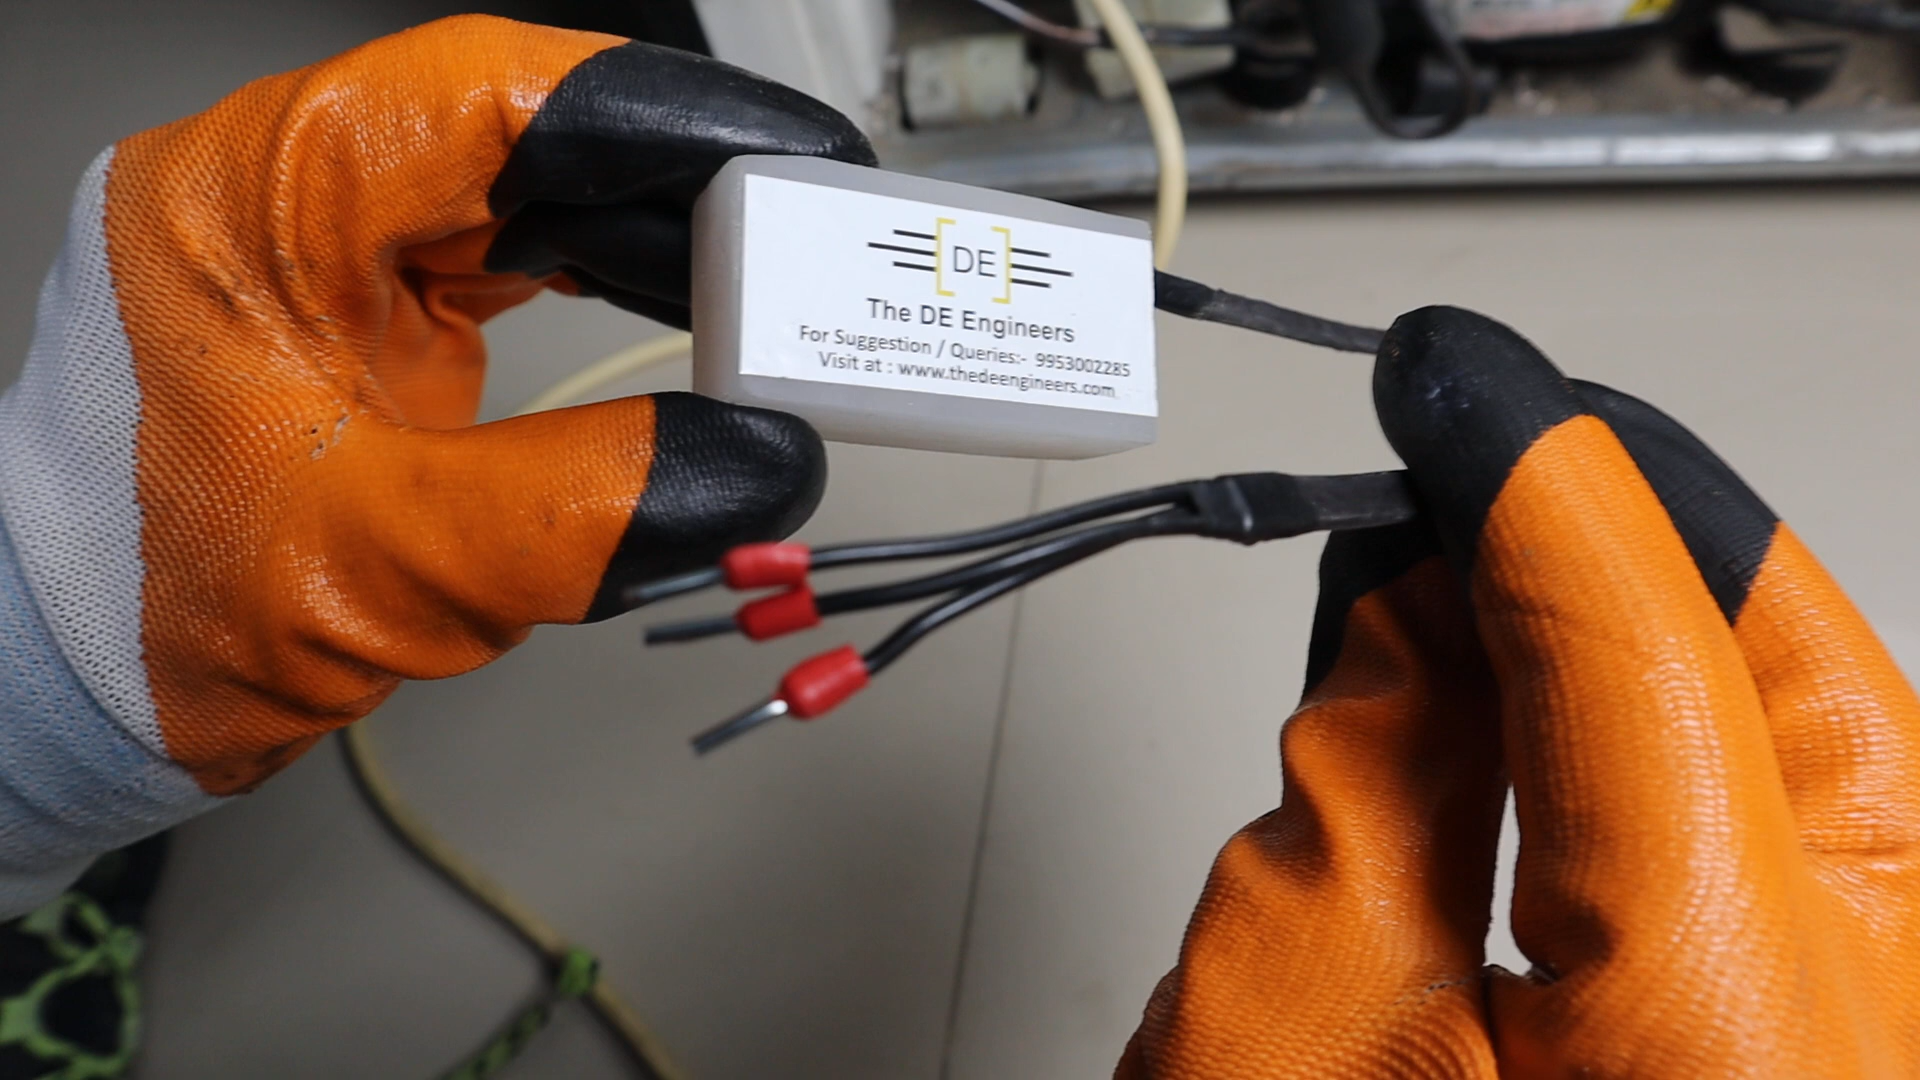 [DE]
The DE Engineers
For Suggestion / Queries:- 9953002285
Visit at : www.thedeengineers.com